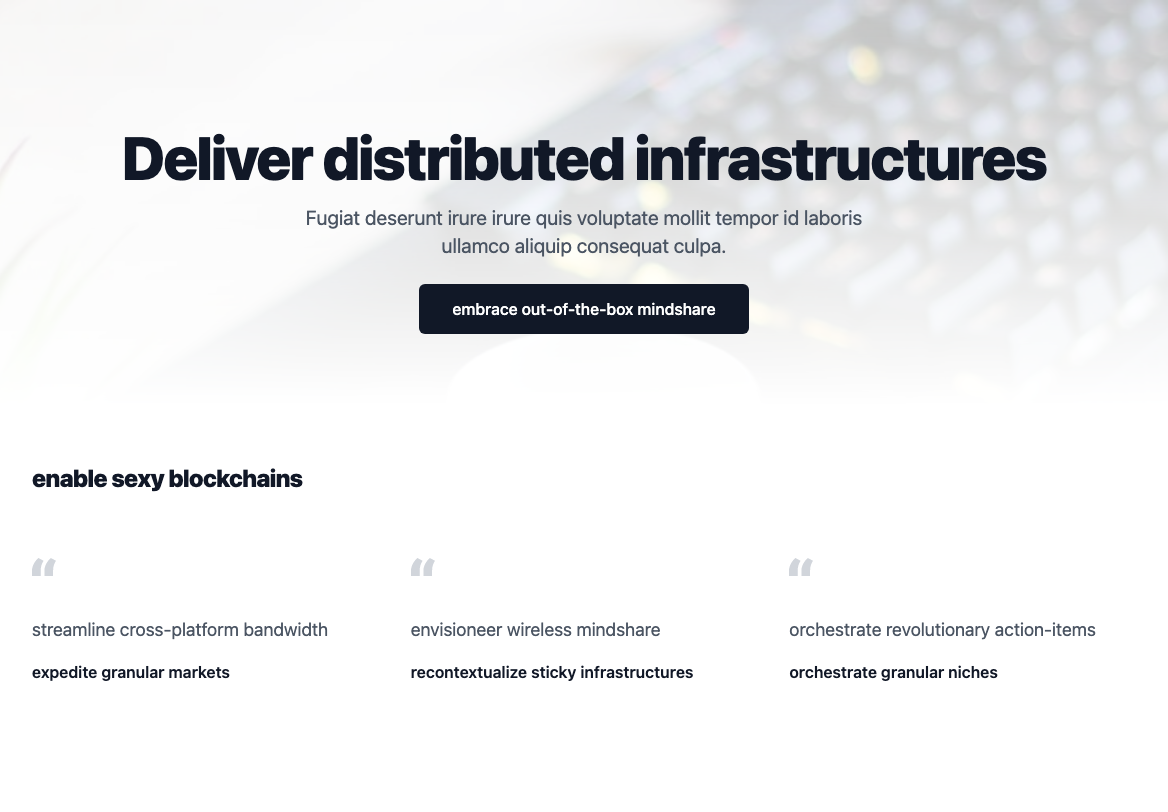 Deliver distributed infrastructures
Fugiat deserunt irure irure quis voluptate mollit tempor id laboris
ullamco aliquip consequat culpa.
embrace out-of-the-box mindshare
enable sexy blockchains
“ “ “
streamline cross-platform bandwidth
expedite granular markets
envisioneer wireless mindshare
recontextualize sticky infrastructures
orchestrate revolutionary action-items
orchestrate granular niches